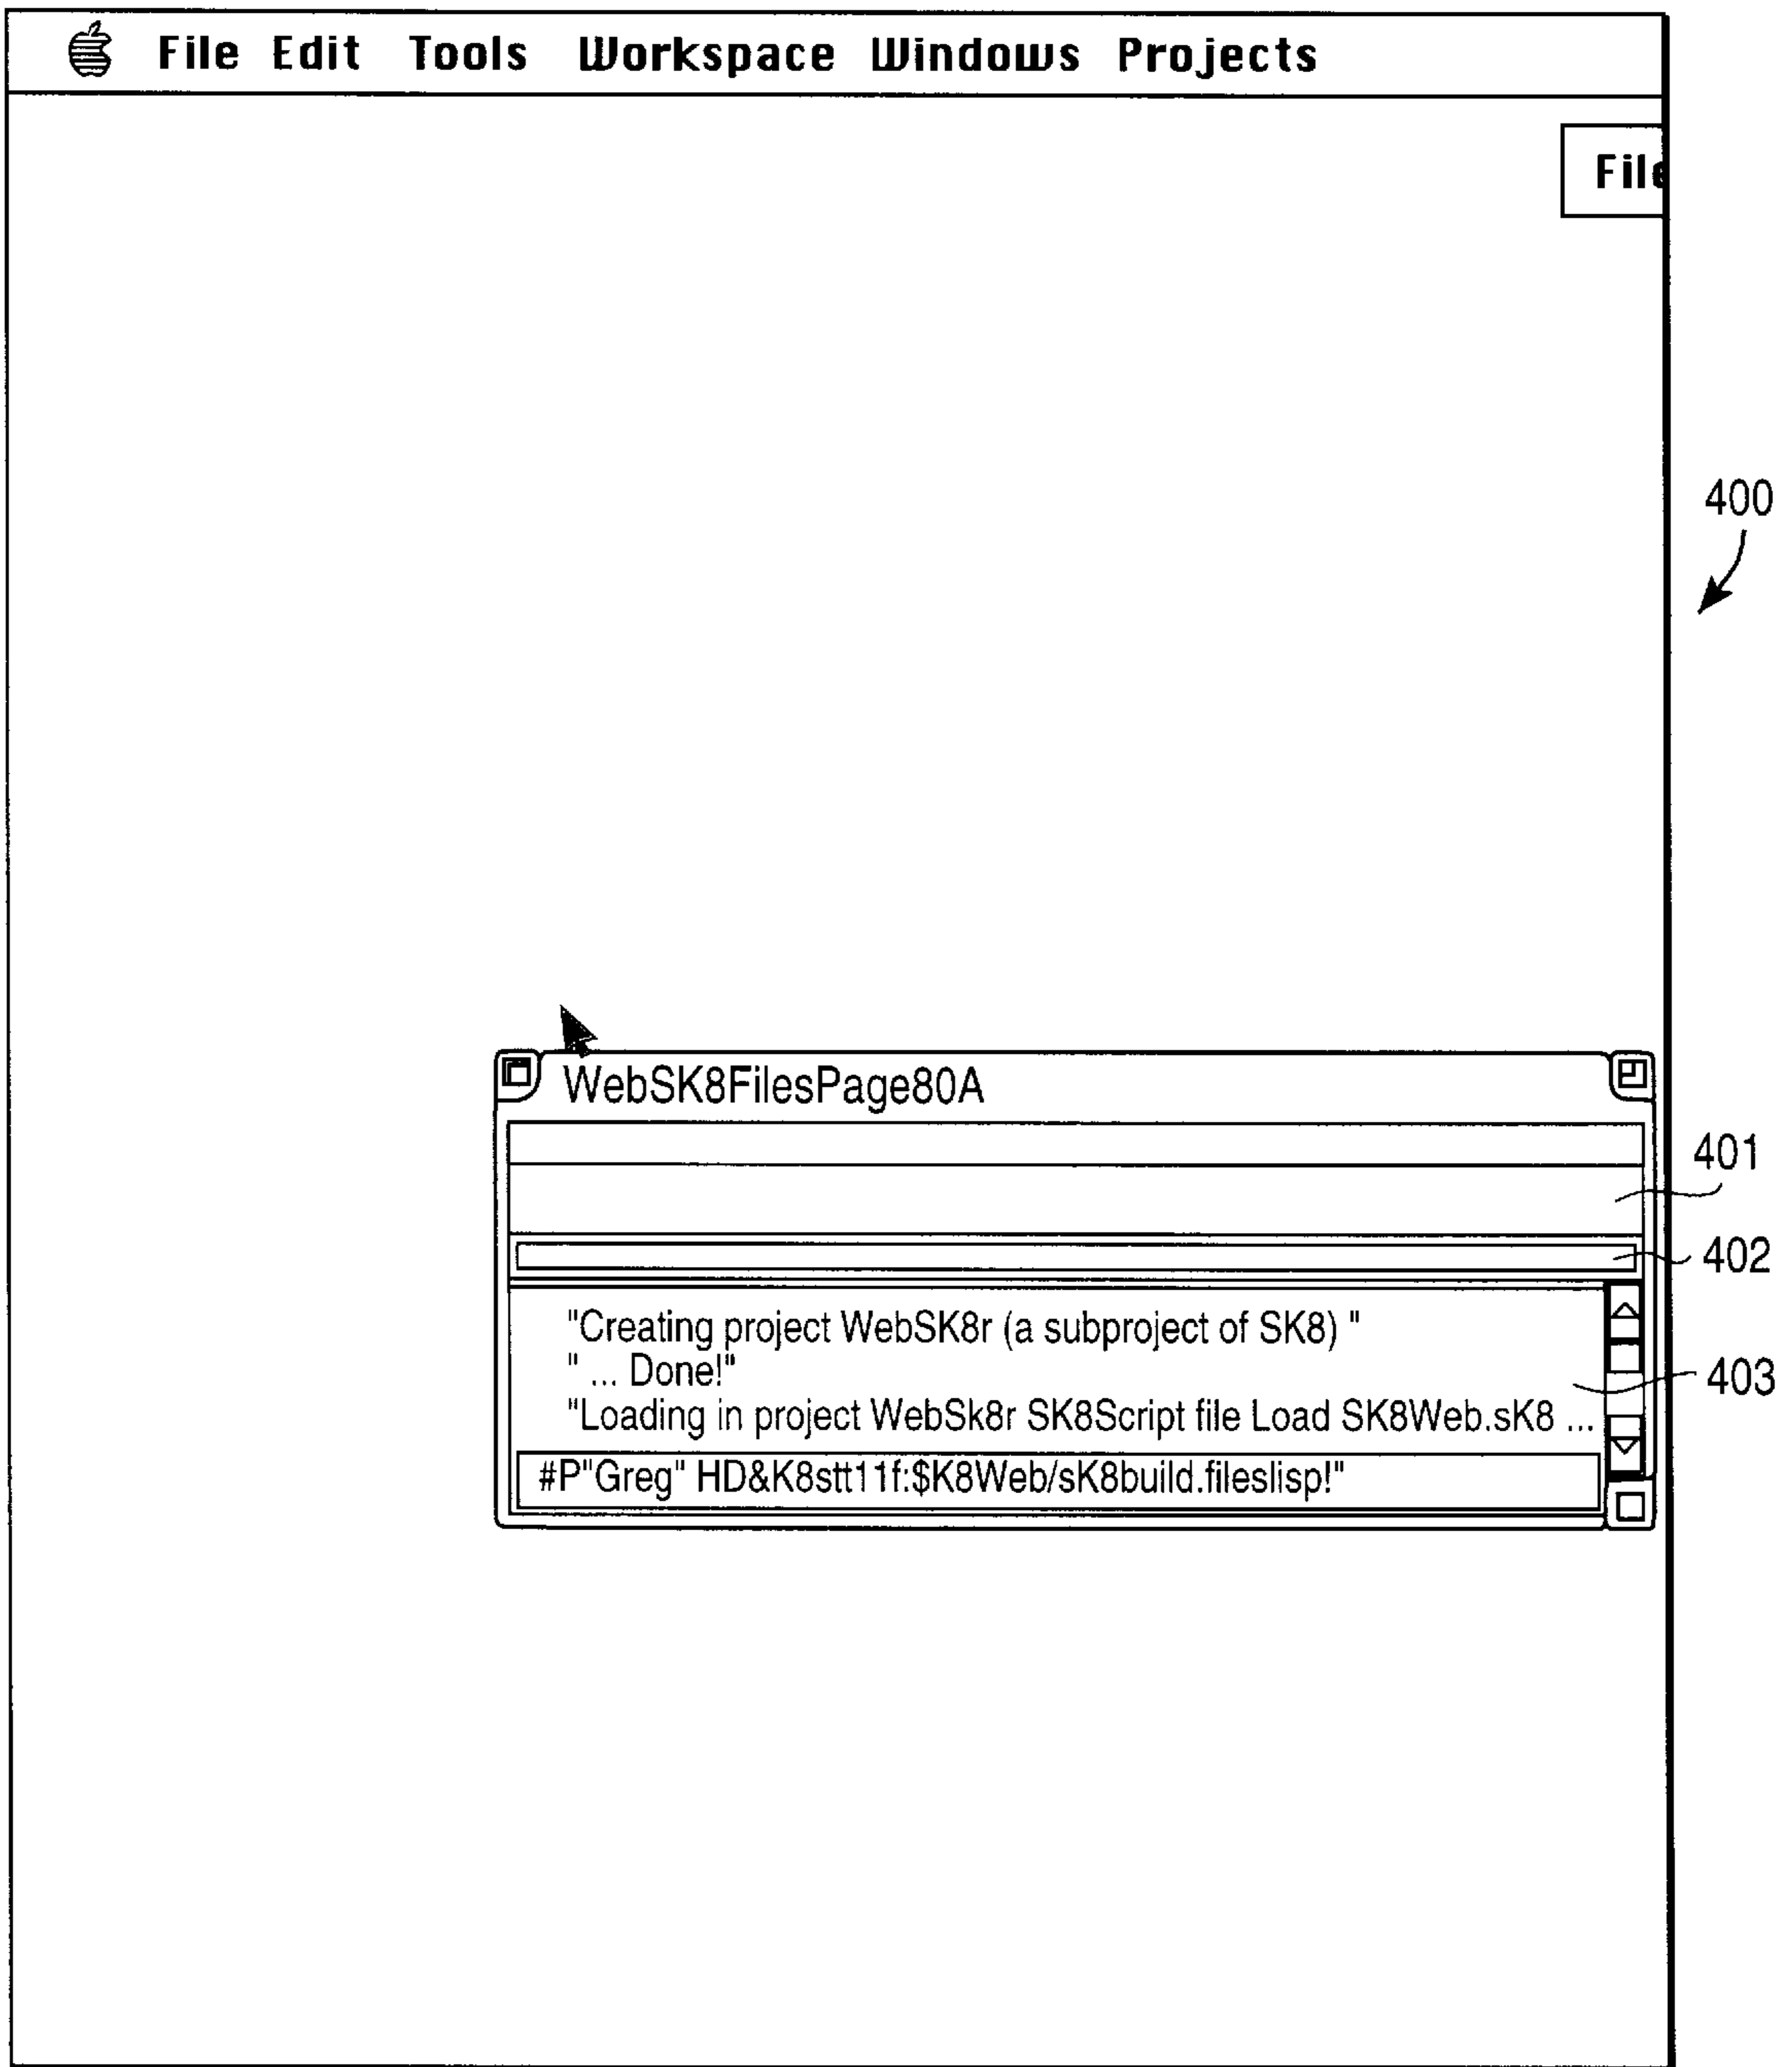 File Edit Tools Workspace Windows Projects
File
400
WebSK8FilesPage80A
401
402
"Creating project WebSK8r (a subproject of SK8) "
" ... Done!"
403
"Loading in project WebSk8r SK8Script file Load SK8Web.sK8 ...
#P"Greg" HD&K8stt11f:$K8Web/sK8build.fileslisp!"